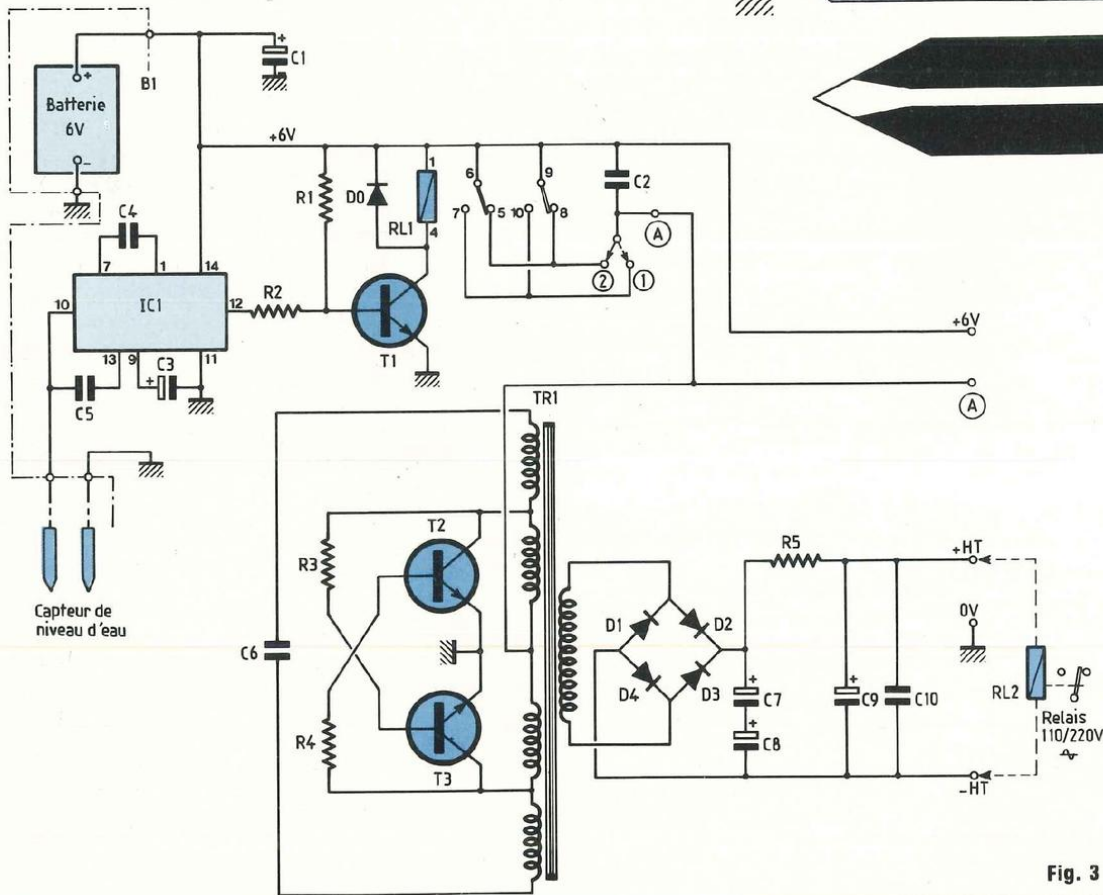 Batterie
6V
+
-
B1
+
C1
+6V
R1
D0
1
RL1
4
6
7
5
9
10
8
C2
A
2
1
C4
7
1
14
10
IC1
12
R2
T1
13
9
11
C5
+
C3
+6V
A
Capteur de
niveau d'eau
TR1
C6
R3
R4
T2
T3
D1
D2
D4
D3
R5
+
C7
+
C8
+
C9
C10
+HT
0V
-HT
RL2
Relais
110/220V
Fig. 3